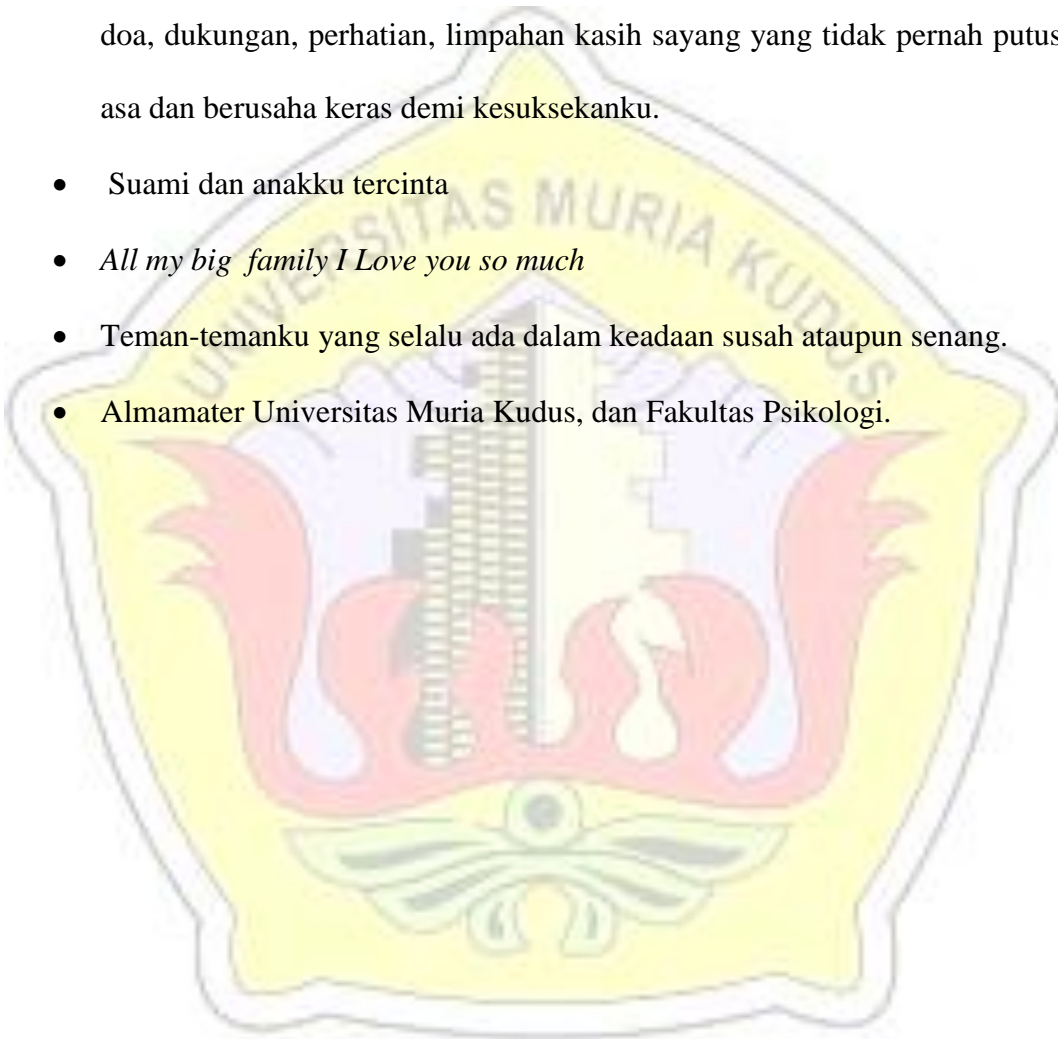 doa, dukungan, perhatian, limpahan kasih sayang yang tidak pernah putus
asa dan berusaha keras demi kesuksekanku.
• Suami dan anakku tercinta
• All my big family I Love you so much
• Teman-temanku yang selalu ada dalam keadaan susah ataupun senang.
• Almamater Universitas Muria Kudus, dan Fakultas Psikologi.
UNIVERSITAS MURIA KUDUS